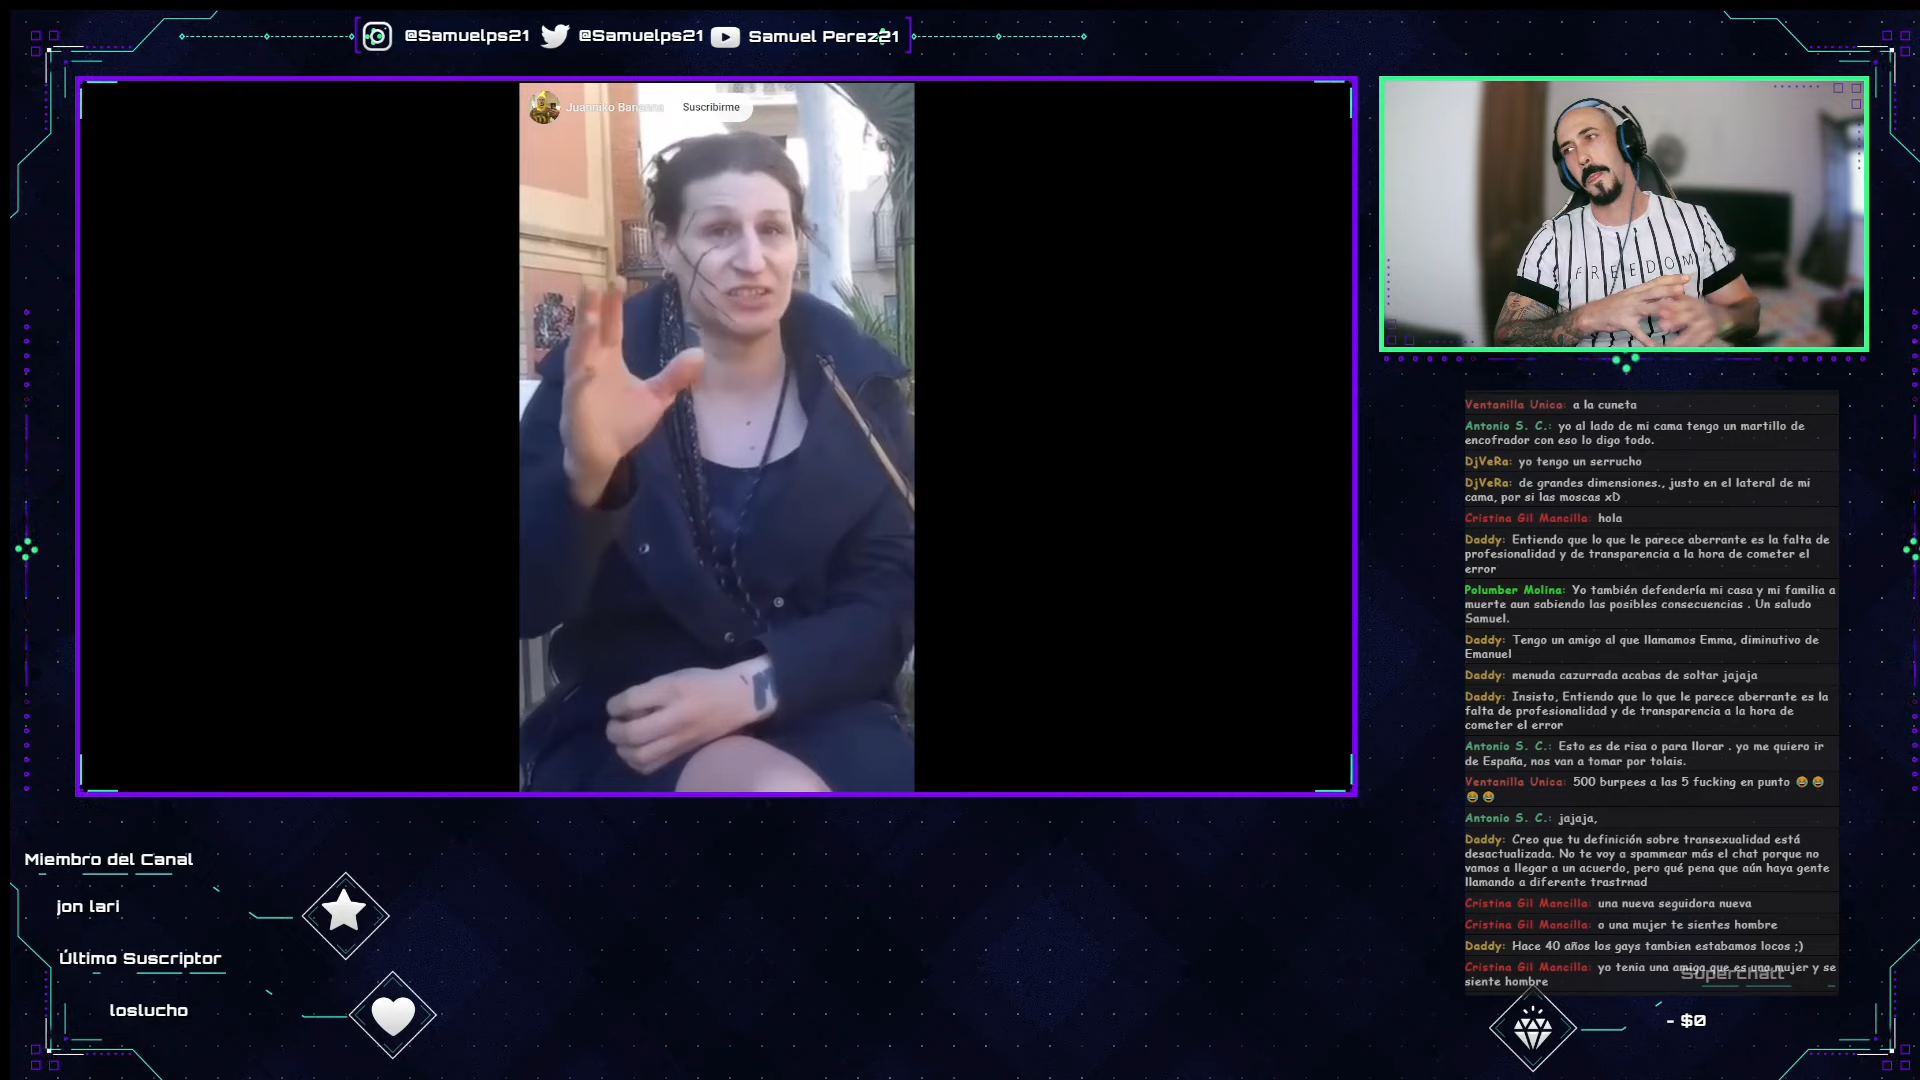 @Samuelps21 @Samuelps21 Samuel Perez21
Juanniko Bananna Suscribirme
FREEDOM
Ventanilla Unica: a la cuneta
Antonio S. C.: yo al lado de mi cama tengo un martillo de
encofrador con eso lo digo todo.
DjVeRa: yo tengo un serrucho
DjVeRa: de grandes dimensiones., justo en el lateral de mi
cama, por si las moscas xD
Cristina Gil Mancilla: hola
Daddy: Entiendo que lo que le parece aberrante es la falta de
profesionalidad y de transparencia a la hora de cometer el
error
Polumber Molina: Yo también defendería mi casa y mi familia a
muerte aun sabiendo las posibles consecuencias . Un saludo
Samuel.
Daddy: Tengo un amigo al que llamamos Emma, diminutivo de
Emanuel
Daddy: menuda cazurrada acabas de soltar jajaja
Daddy: Insisto, Entiendo que lo que le parece aberrante es la
falta de profesionalidad y de transparencia a la hora de
cometer el error
Antonio S. C.: Esto es de risa o para llorar . yo me quiero ir
de España, nos van a tomar por tolais.
Ventanilla Unica: 500 burpees a las 5 fucking en punto 😂 😂
😂 😂
Antonio S. C.: jajaja,
Daddy: Creo que tu definición sobre transexualidad está
desactualizada. No te voy a spammear más el chat porque no
vamos a llegar a un acuerdo, pero qué pena que aún haya gente
llamando a diferente trastrnad
Cristina Gil Mancilla: una nueva seguidora nueva
Cristina Gil Mancilla: o una mujer te sientes hombre
Daddy: Hace 40 años los gays tambien estabamos locos ;)
Cristina Gil Mancilla: yo tenia una amiga que es una mujer y se
siente hombre
Superchatt
- $0
Miembro del Canal
jon lari
Último Suscriptor
loslucho